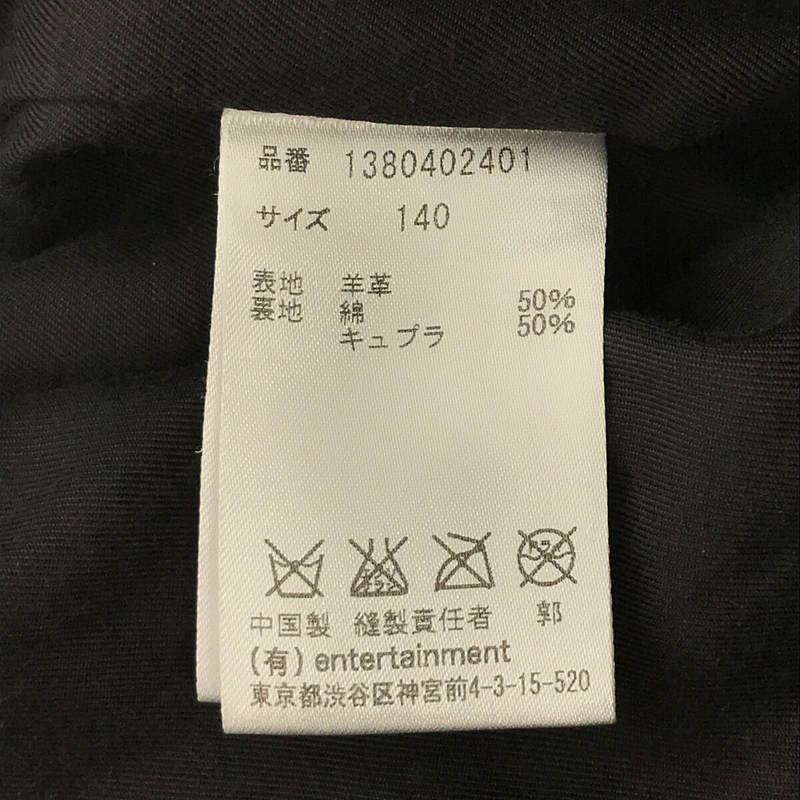 品番 1380402401
サイズ 140
表地 羊革
裏地 綿 50%
キュプラ 50%
中国製 縫製責任者 郭
(有) entertainment
東京都渋谷区神宮前4-3-15-520